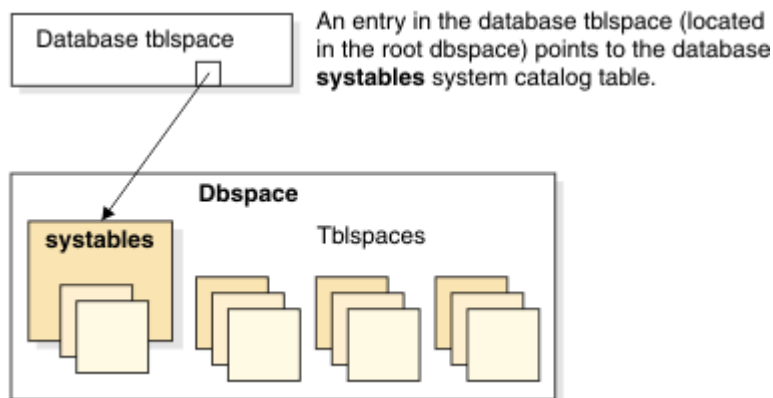 Database tblspace
An entry in the database tblspace (located
in the root dbspace) points to the database
systables system catalog table.
Dbspace
systables
Tblspaces